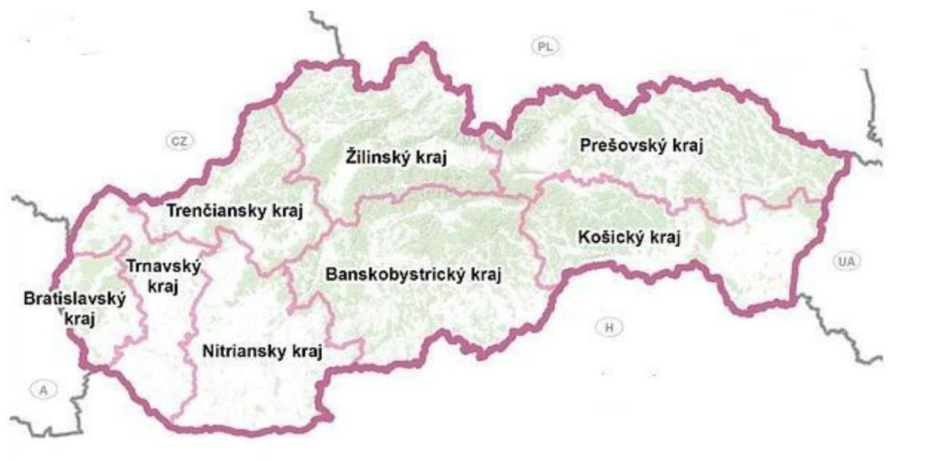 PL
CZ
Žilinský kraj
Prešovský kraj
Trenčiansky kraj
Košický kraj
Trnavský
kraj
Banskobystrický kraj
UA
Bratislavský
kraj
H
Nitriansky kraj
A